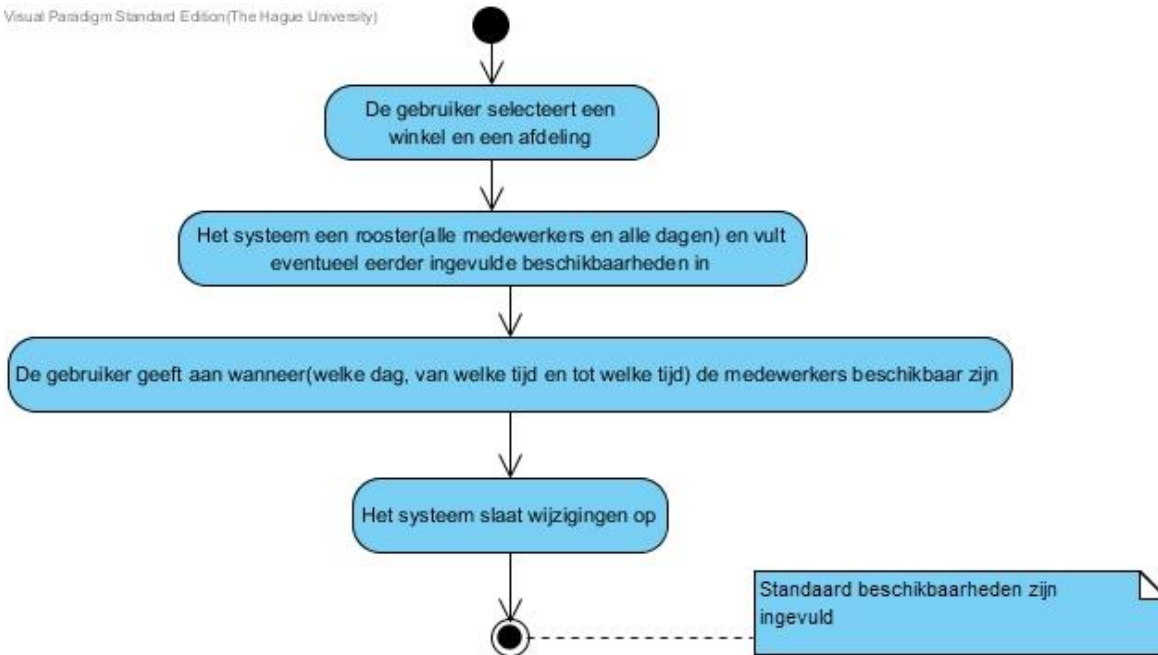 Visual Paradigm Standard Edition(The Hague University)
De gebruiker selecteert een
winkel en een afdeling
Het systeem een rooster(alle medewerkers en alle dagen) en vult
eventueel eerder ingevulde beschikbaarheden in
De gebruiker geeft aan wanneer(welke dag, van welke tijd en tot welke tijd) de medewerkers beschikbaar zijn
Het systeem slaat wijzigingen op
Standaard beschikbaarheden zijn
ingevuld